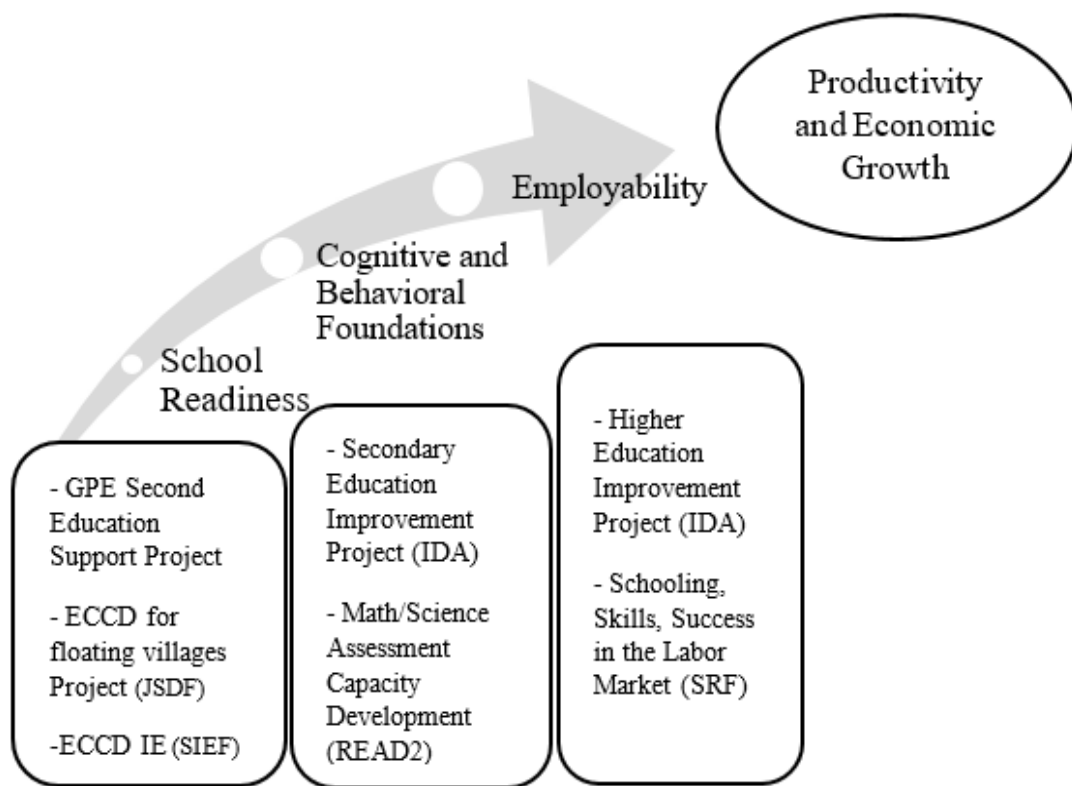 Productivity
and Economic
Growth
Employability
Cognitive and
Behavioral
Foundations
School
Readiness
- GPE Second
Education
Support Project
- ECCD for
floating villages
Project (JSDF)
-ECCD IE (SIEF)
- Secondary
Education
Improvement
Project (IDA)
- Math/Science
Assessment
Capacity
Development
(READ2)
- Higher
Education
Improvement
Project (IDA)
- Schooling,
Skills, Success
in the Labor
Market (SRF)